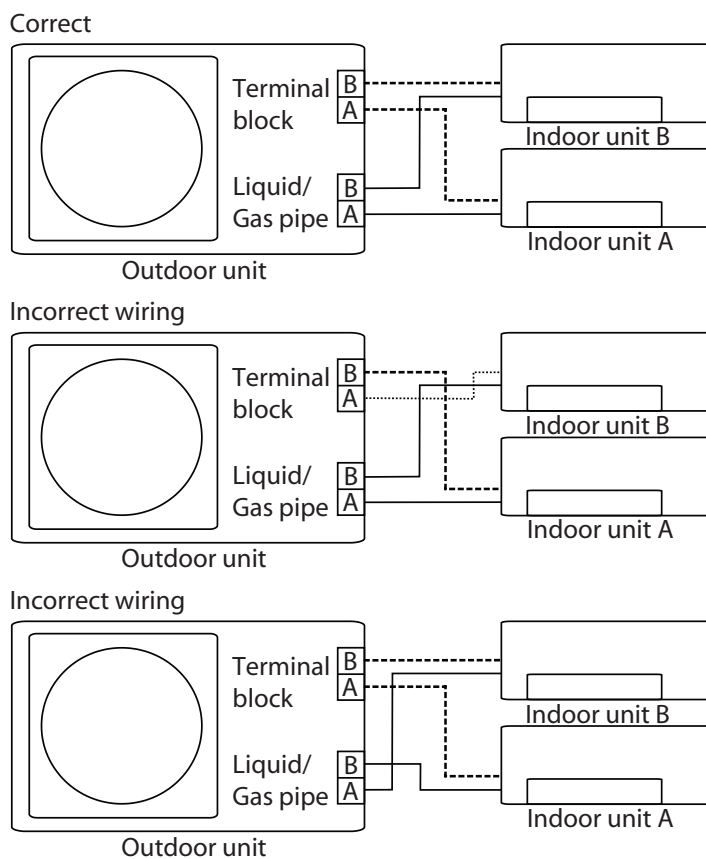 Correct
Terminal
block
B
A
Liquid/
Gas pipe
B
A
Outdoor unit
Indoor unit B
Indoor unit A
Incorrect wiring
Terminal
block
B
A
Liquid/
Gas pipe
B
A
Outdoor unit
Indoor unit B
Indoor unit A
Incorrect wiring
Terminal
block
B
A
Liquid/
Gas pipe
B
A
Outdoor unit
Indoor unit B
Indoor unit A